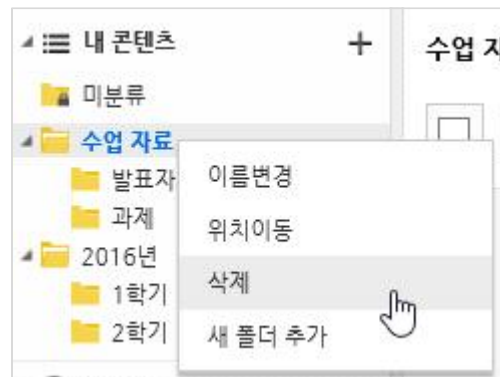 내 콘텐츠 +
수업 자
미분류
수업 자료
발표자
과제
2016년
1학기
2학기
이름변경
위치이동
삭제
새 폴더 추가